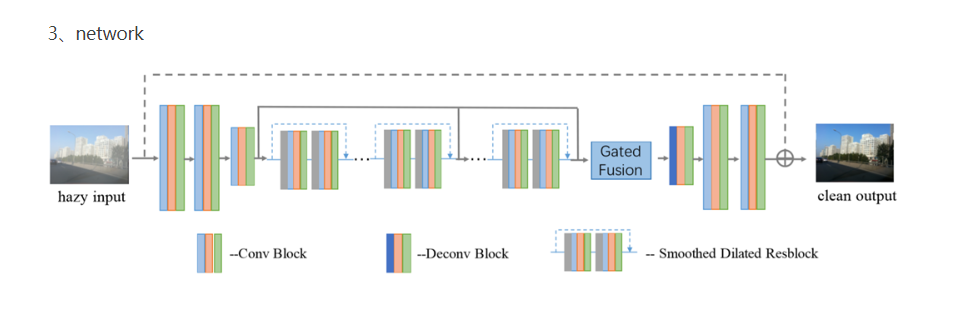 3、network
hazy input
Gated
Fusion
clean output
--Conv Block
--Deconv Block
-- Smoothed Dilated Resblock